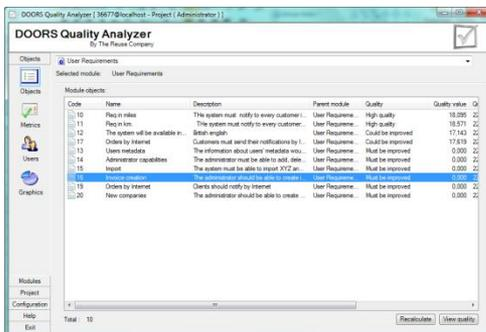 DOORS Quality Analyzer [ 36677@localhost - Project ( Administrator ) ]
DOORS Quality Analyzer
By The Reuse Company
Objects
User Requirements
Selected module: User Requirements
Objects
Module objects:
Code Name Description Parent module Quality Quality value
10 Req in miles THe system must notify to every customer i... User Requireme... High quality 18,095 22
11 Req in km. THe system must notify to every customer... User Requireme... High quality 18,571 22
12 The system will be available in... British english User Requireme... Could be improved 17,143 22
17 Orders by Internet Customers must send their notifications by I... User Requireme... Could be improved 17,619 22
13 Users metadata The information about users' metadata wou... User Requireme... Must be improved 0,000 22
14 Administrator capabilities The administrator must be able to add, dele... User Requireme... Must be improved 0,000 22
15 Import The system must be able to import XYZ an... User Requireme... Must be improved 0,000 22
Invoice creation The administrator should be able to create i... User Requireme... Must be improved 0,000 22
19 Orders by Internet Clients should notify by Internet User Requireme... Must be improved 0,000 22
20 New companies The administrator should be able to create ... User Requireme... Must be improved 0,000 22
Metrics
Users
Graphics
Modules
Project
Configuration
Help
Exit
Total : 10
Recalculate
View quality